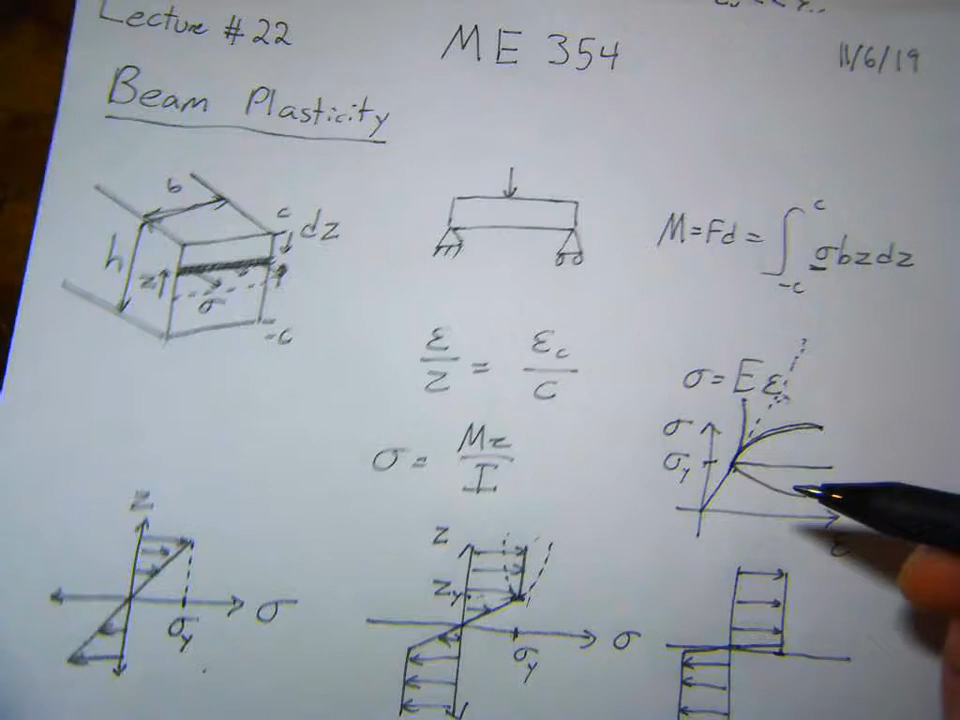 Lecture #22
ME 354
11/6/19
Beam Plasticity
b
c
dz
h
z
σ
-c
M=Fd=∫ c -c σbzdz
ε/z = εc/c
σ=Eε
σ
σy
ε
σ= Mz/I
z
σ
σy
z
zy
σ
σy